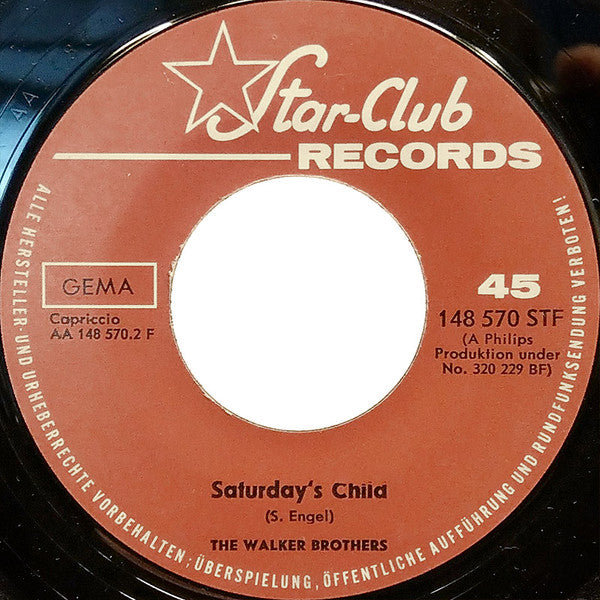 Star-Club
RECORDS
GEMA
Capriccio
AA 148 570.2 F
45
148 570 STF
(A Philips
Produktion under
No. 320 229 BF)
Saturday's Child
(S. Engel)
THE WALKER BROTHERS
ALLE HERSTELLER- UND URHEBERRECHTE VORBEHALTEN; ÜBERSPIELUNG, ÖFFENTLICHE AUFFÜHRUNG UND RUNDFUNKSENDUNG VERBOTEN!